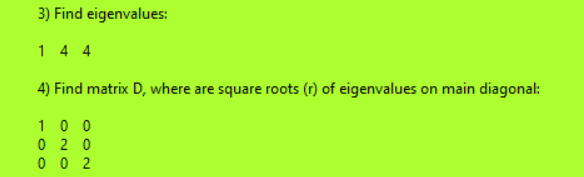 3) Find eigenvalues:
1 4 4
4) Find matrix D, where are square roots (r) of eigenvalues on main diagonal:
1 0 0
0 2 0
0 0 2